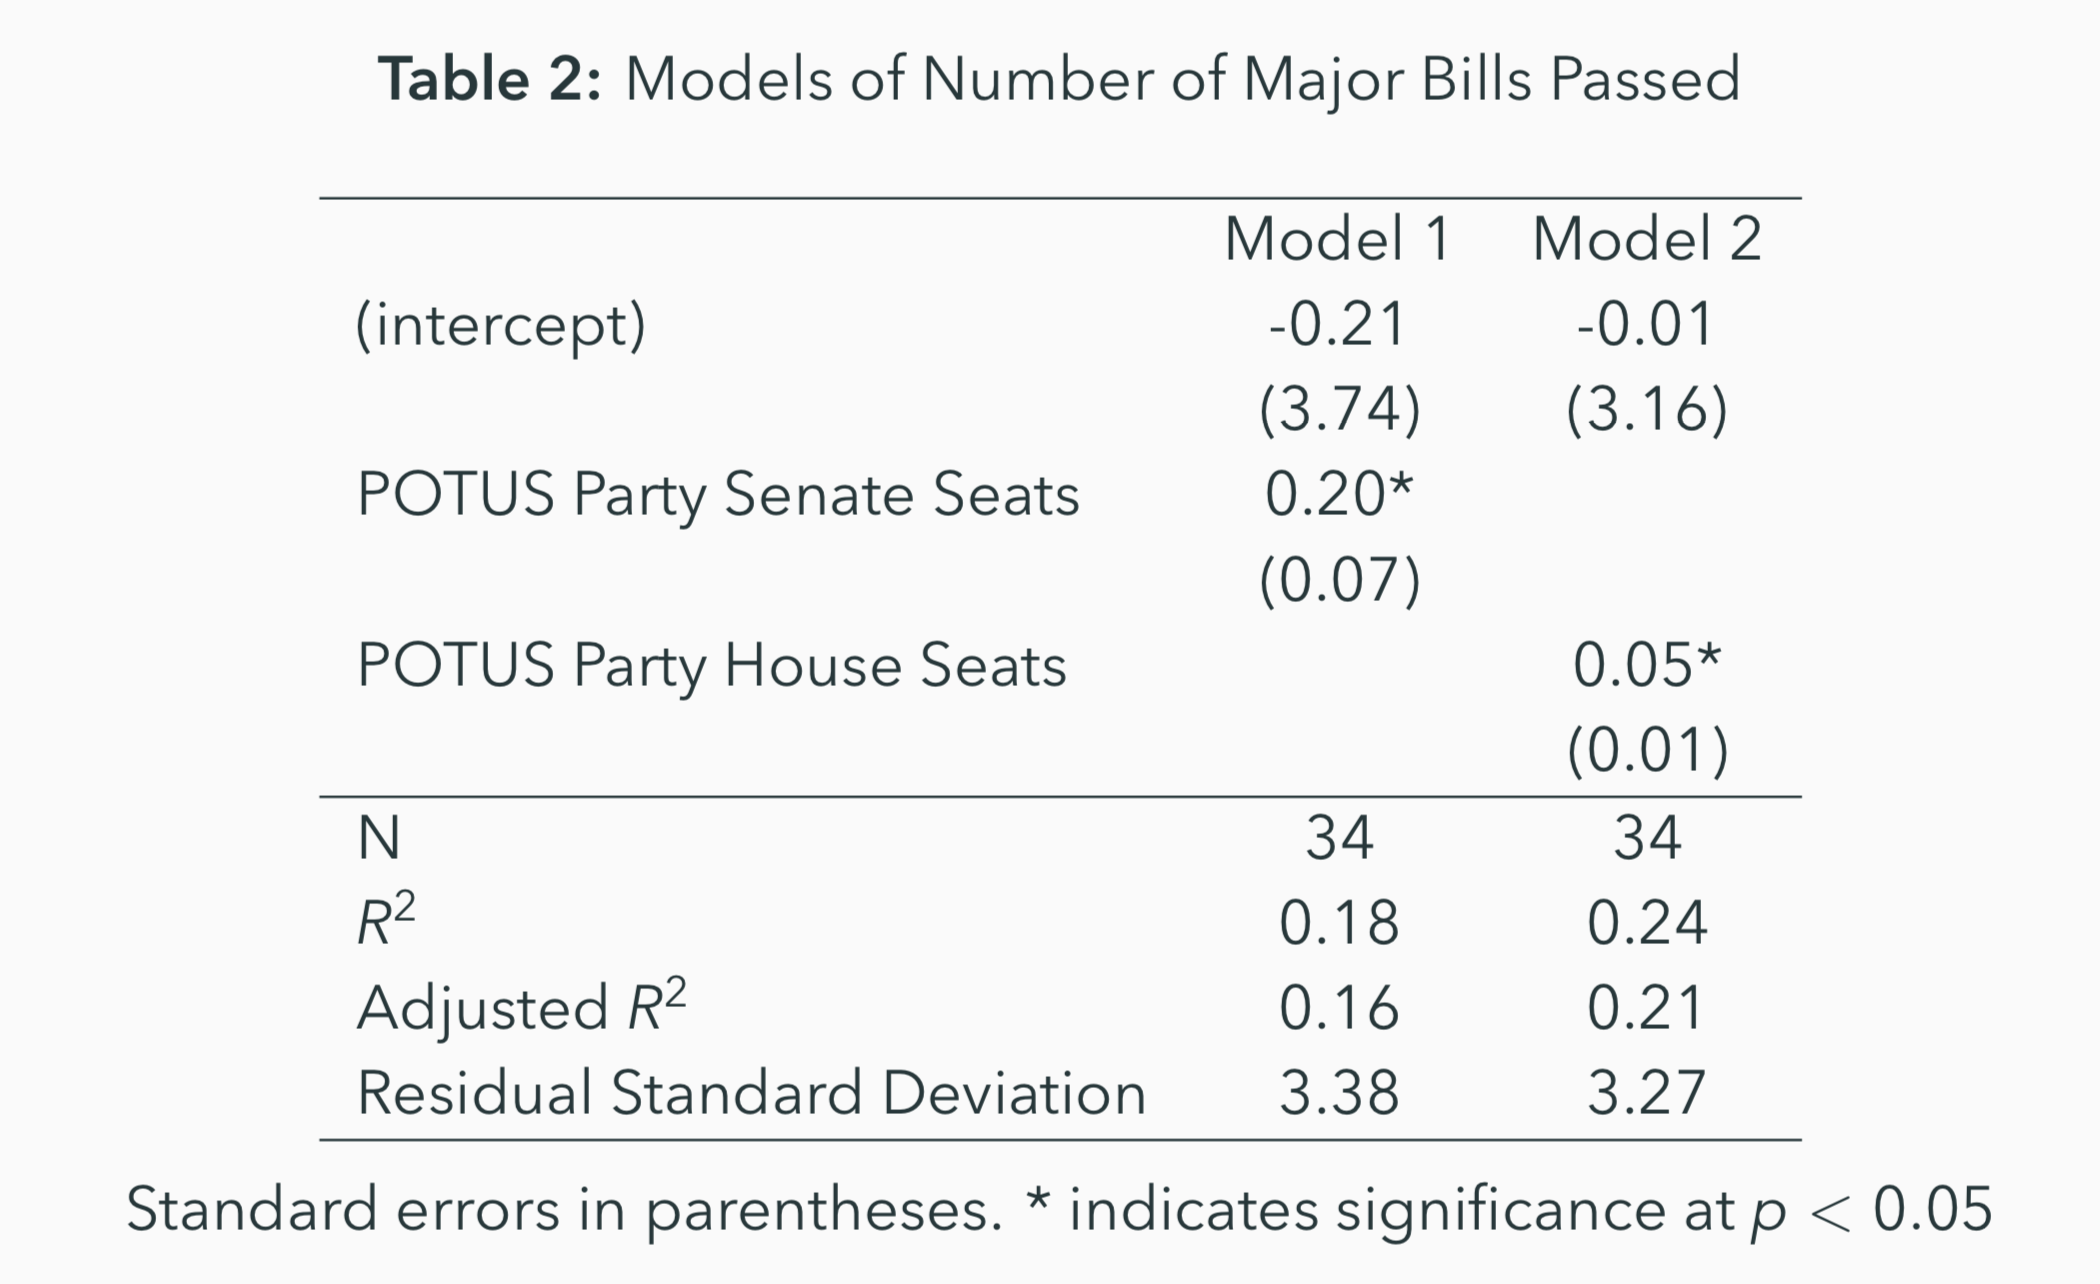 Table 2: Models of Number of Major Bills Passed
Model 1 Model 2
(intercept) -0.21 -0.01
(3.74) (3.16)
POTUS Party Senate Seats 0.20*
(0.07)
POTUS Party House Seats 0.05*
(0.01)
N 34 34
R² 0.18 0.24
Adjusted R² 0.16 0.21
Residual Standard Deviation 3.38 3.27
Standard errors in parentheses. * indicates significance at p < 0.05